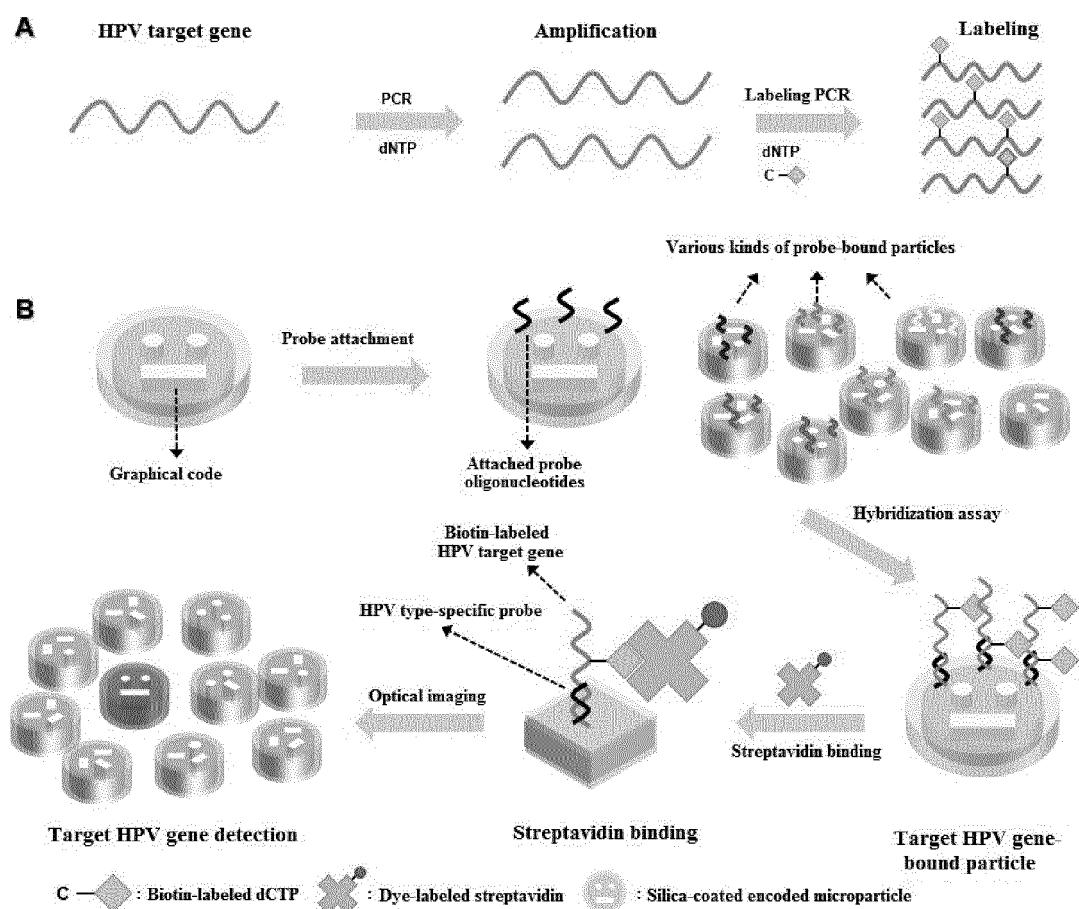 A
HPV target gene
Amplification
Labeling
PCR
dNTP
Labeling PCR
dNTP
C
Various kinds of probe-bound particles
B
Probe attachment
Graphical code
Attached probe
oligonucleotides
Hybridization assay
Biotin-labeled
HPV target gene
HPV type-specific probe
Optical imaging
Streptavidin binding
Target HPV gene detection
Streptavidin binding
Target HPV gene-
bound particle
C : Biotin-labeled dCTP : Dye-labeled streptavidin : Silica-coated encoded microparticle